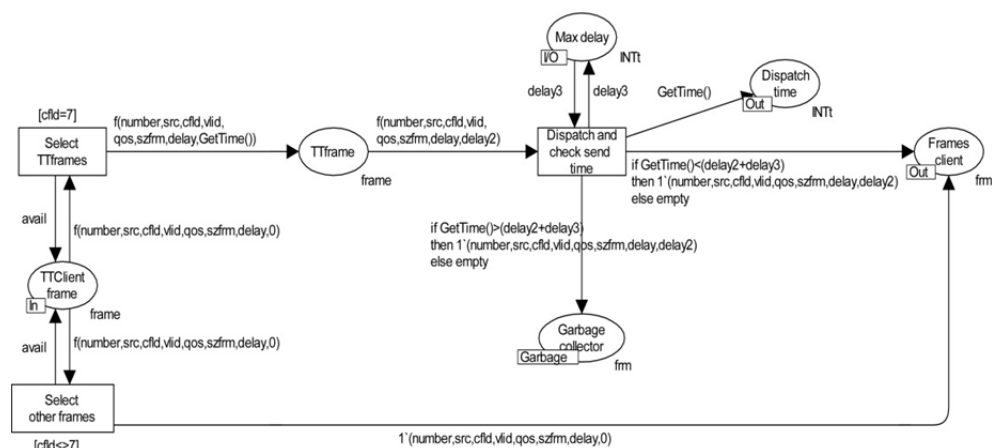 Max delay
I/O
INTt
delay3
delay3
GetTime()
Dispatch
time
Out
INTt
[cfId=7]
Select
TTframes
f(number,src,cfId,vlid,
qos,szfrm,delay,GetTime())
TTframe
frame
f(number,src,cfId,vlid,
qos,szfrm,delay,delay2)
Dispatch and
check send
time
Frames
client
Out
frm
if GetTime()<(delay2+delay3)
then 1`(number,src,cfId,vlid,qos,szfrm,delay,delay2)
else empty
avail
f(number,src,cfId,vlid,qos,szfrm,delay,0)
if GetTime()>(delay2+delay3)
then 1`(number,src,cfId,vlid,qos,szfrm,delay,delay2)
else empty
TTClient
frame
In
frame
avail
f(number,src,cfId,vlid,qos,szfrm,delay,0)
Garbage
collector
Garbage
frm
Select
other frames
[cfId<>7]
1`(number,src,cfId,vlid,qos,szfrm,delay,0)